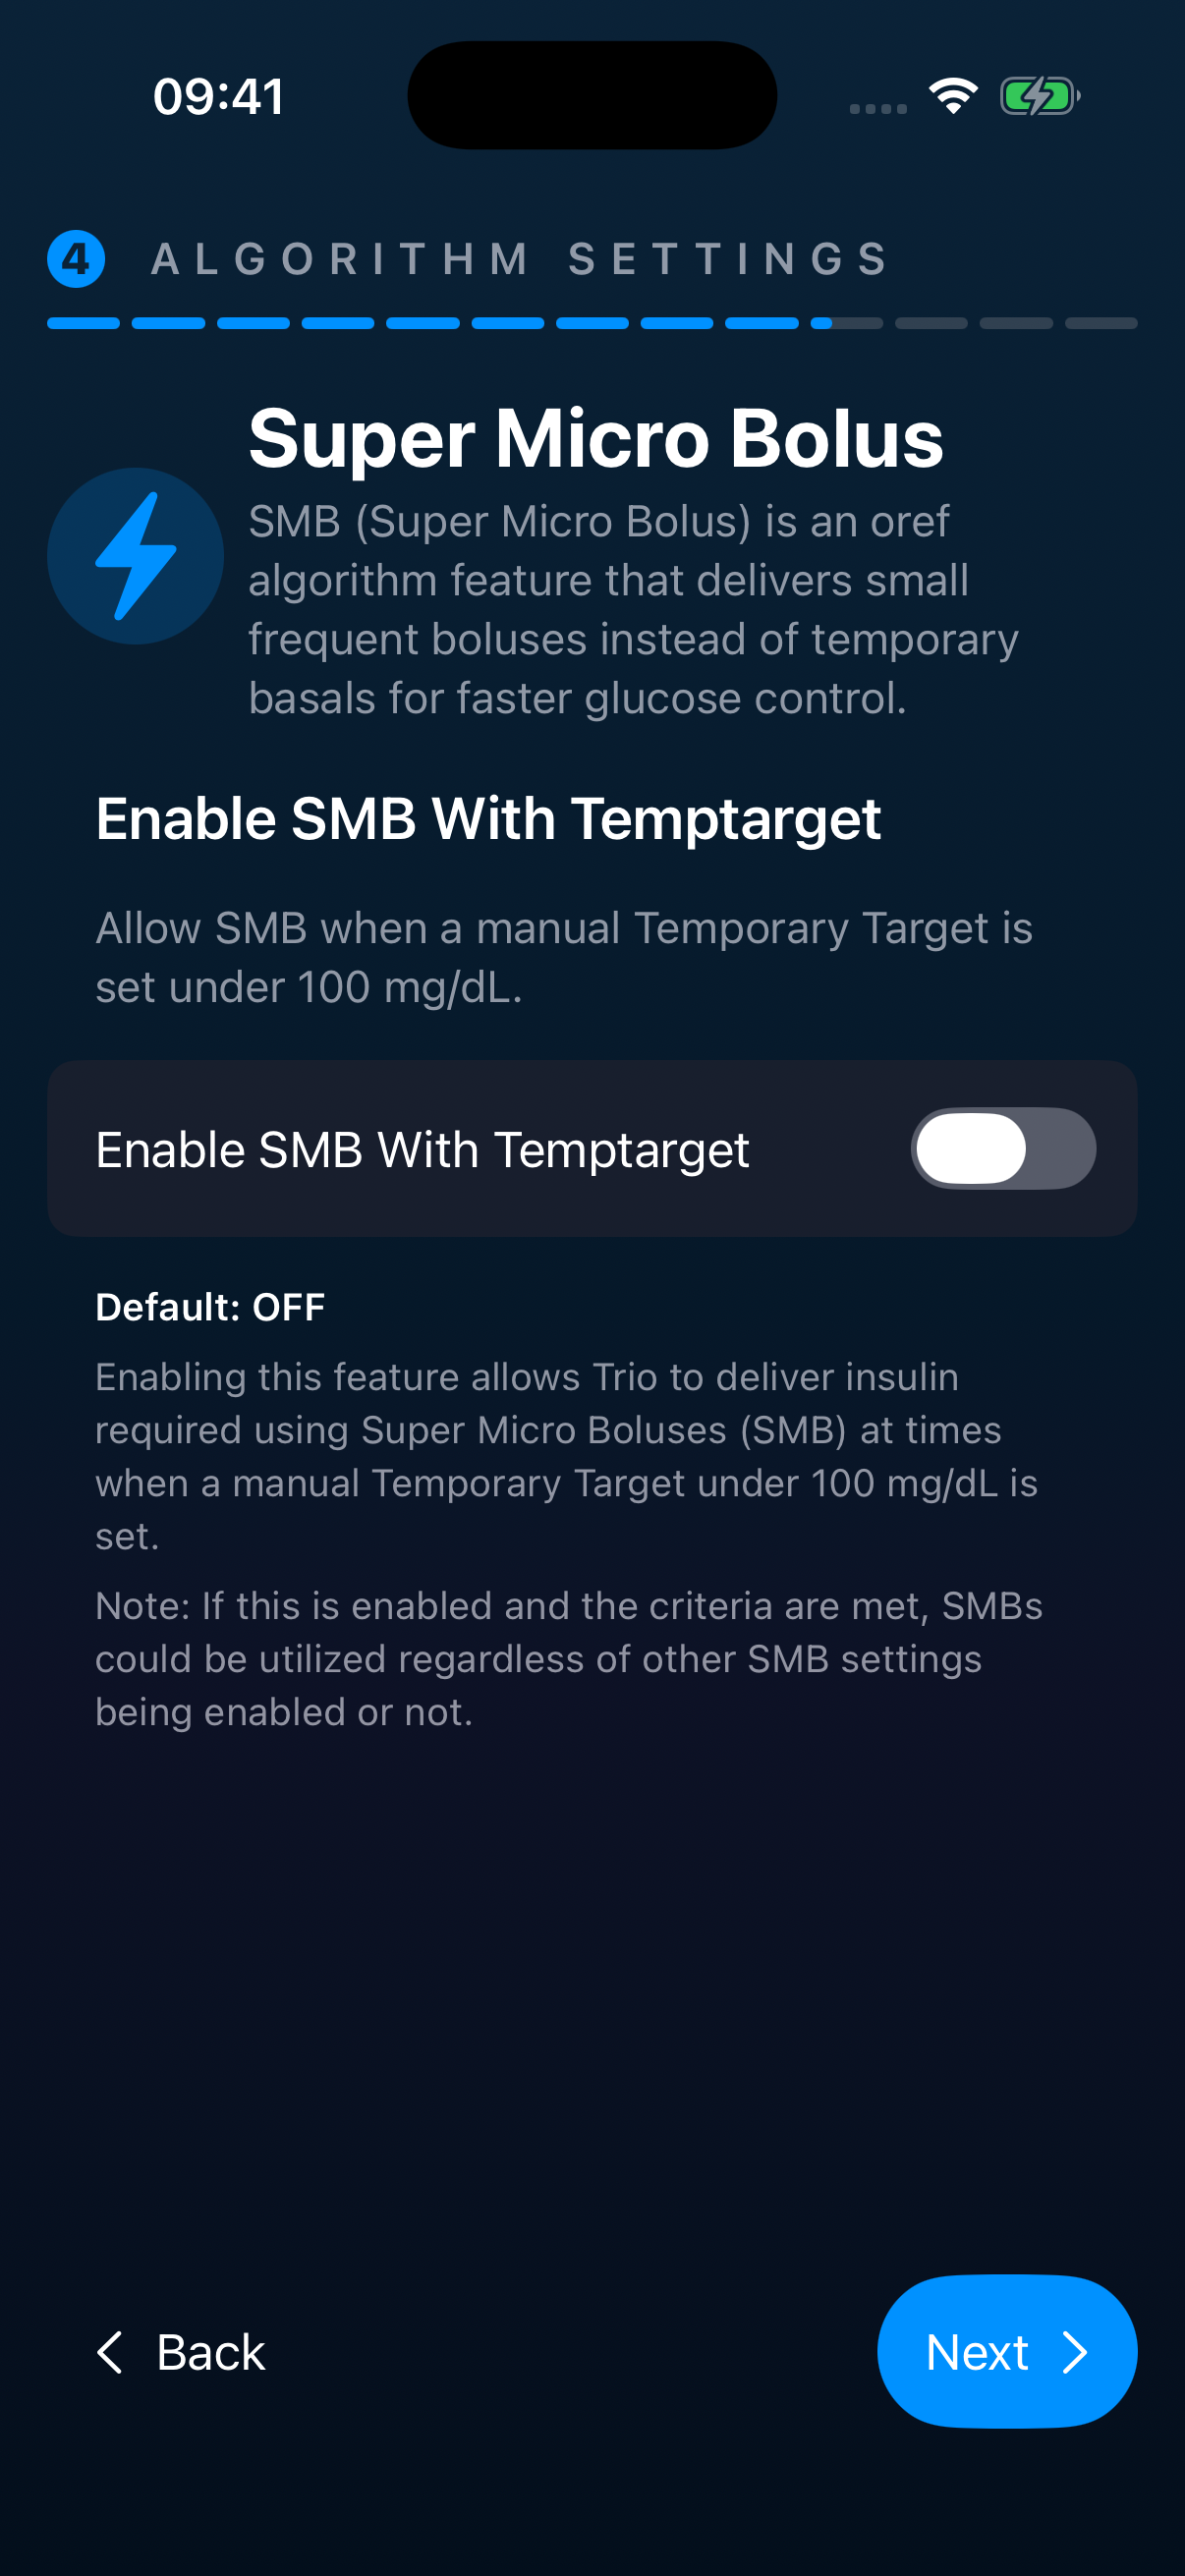 09:41
4 ALGORITHM SETTINGS
Super Micro Bolus
SMB (Super Micro Bolus) is an oref
algorithm feature that delivers small
frequent boluses instead of temporary
basals for faster glucose control.
Enable SMB With Temptarget
Allow SMB when a manual Temporary Target is
set under 100 mg/dL.
Enable SMB With Temptarget
Default: OFF
Enabling this feature allows Trio to deliver insulin
required using Super Micro Boluses (SMB) at times
when a manual Temporary Target under 100 mg/dL is
set.
Note: If this is enabled and the criteria are met, SMBs
could be utilized regardless of other SMB settings
being enabled or not.
Back
Next